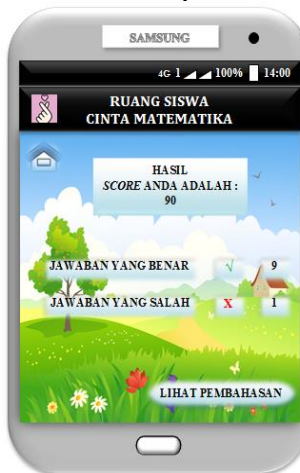 SAMSUNG
4G 1 100% 14:00
RUANG SISWA
CINTA MATEMATIKA
HASIL
SCORE ANDA ADALAH :
90
JAWABAN YANG BENAR √ 9
JAWABAN YANG SALAH X 1
LIHAT PEMBAHASAN